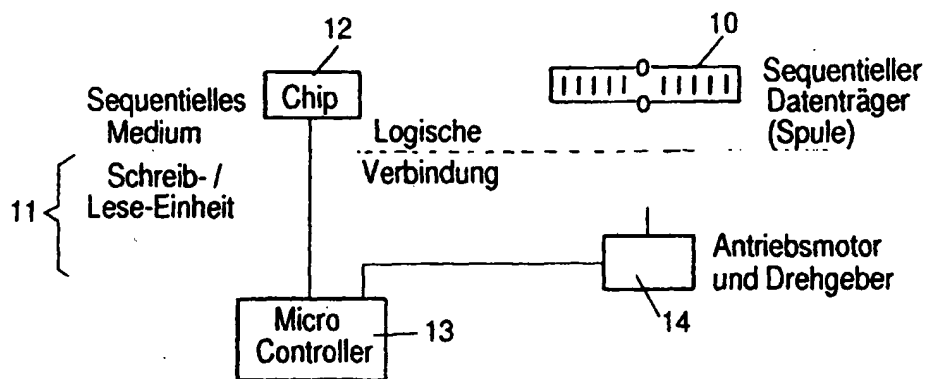 12
10
Chip
Sequentielles
Medium
Sequentieller
Datenträger
(Spule)
Logische
Verbindung
11
Schreib- /
Lese-Einheit
Antriebsmotor
und Drehgeber
14
Micro
Controller
13